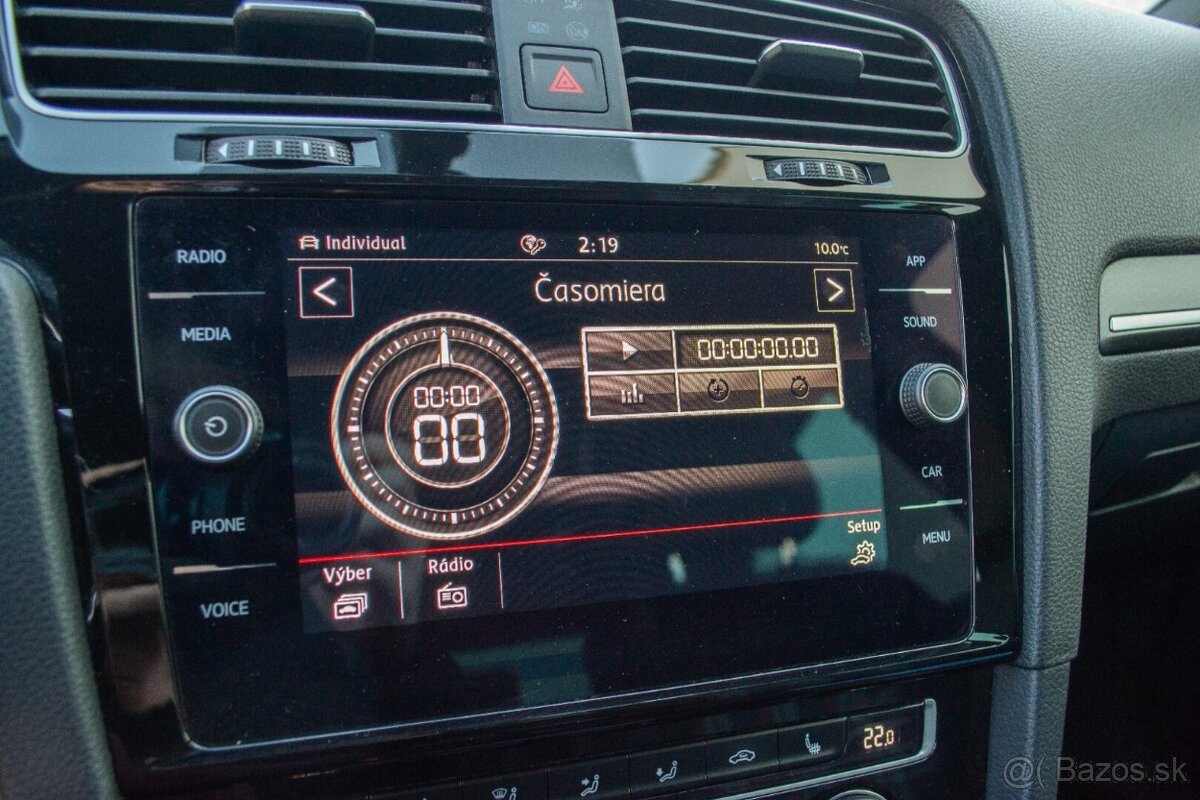 RADIO
MEDIA
PHONE
VOICE
Individual 2:19 10.0°C
< Časomiera >
00:00
00
00:00:00.00
Výber
Rádio
Setup
APP
SOUND
CAR
MENU
22.0
@( Bazos.sk